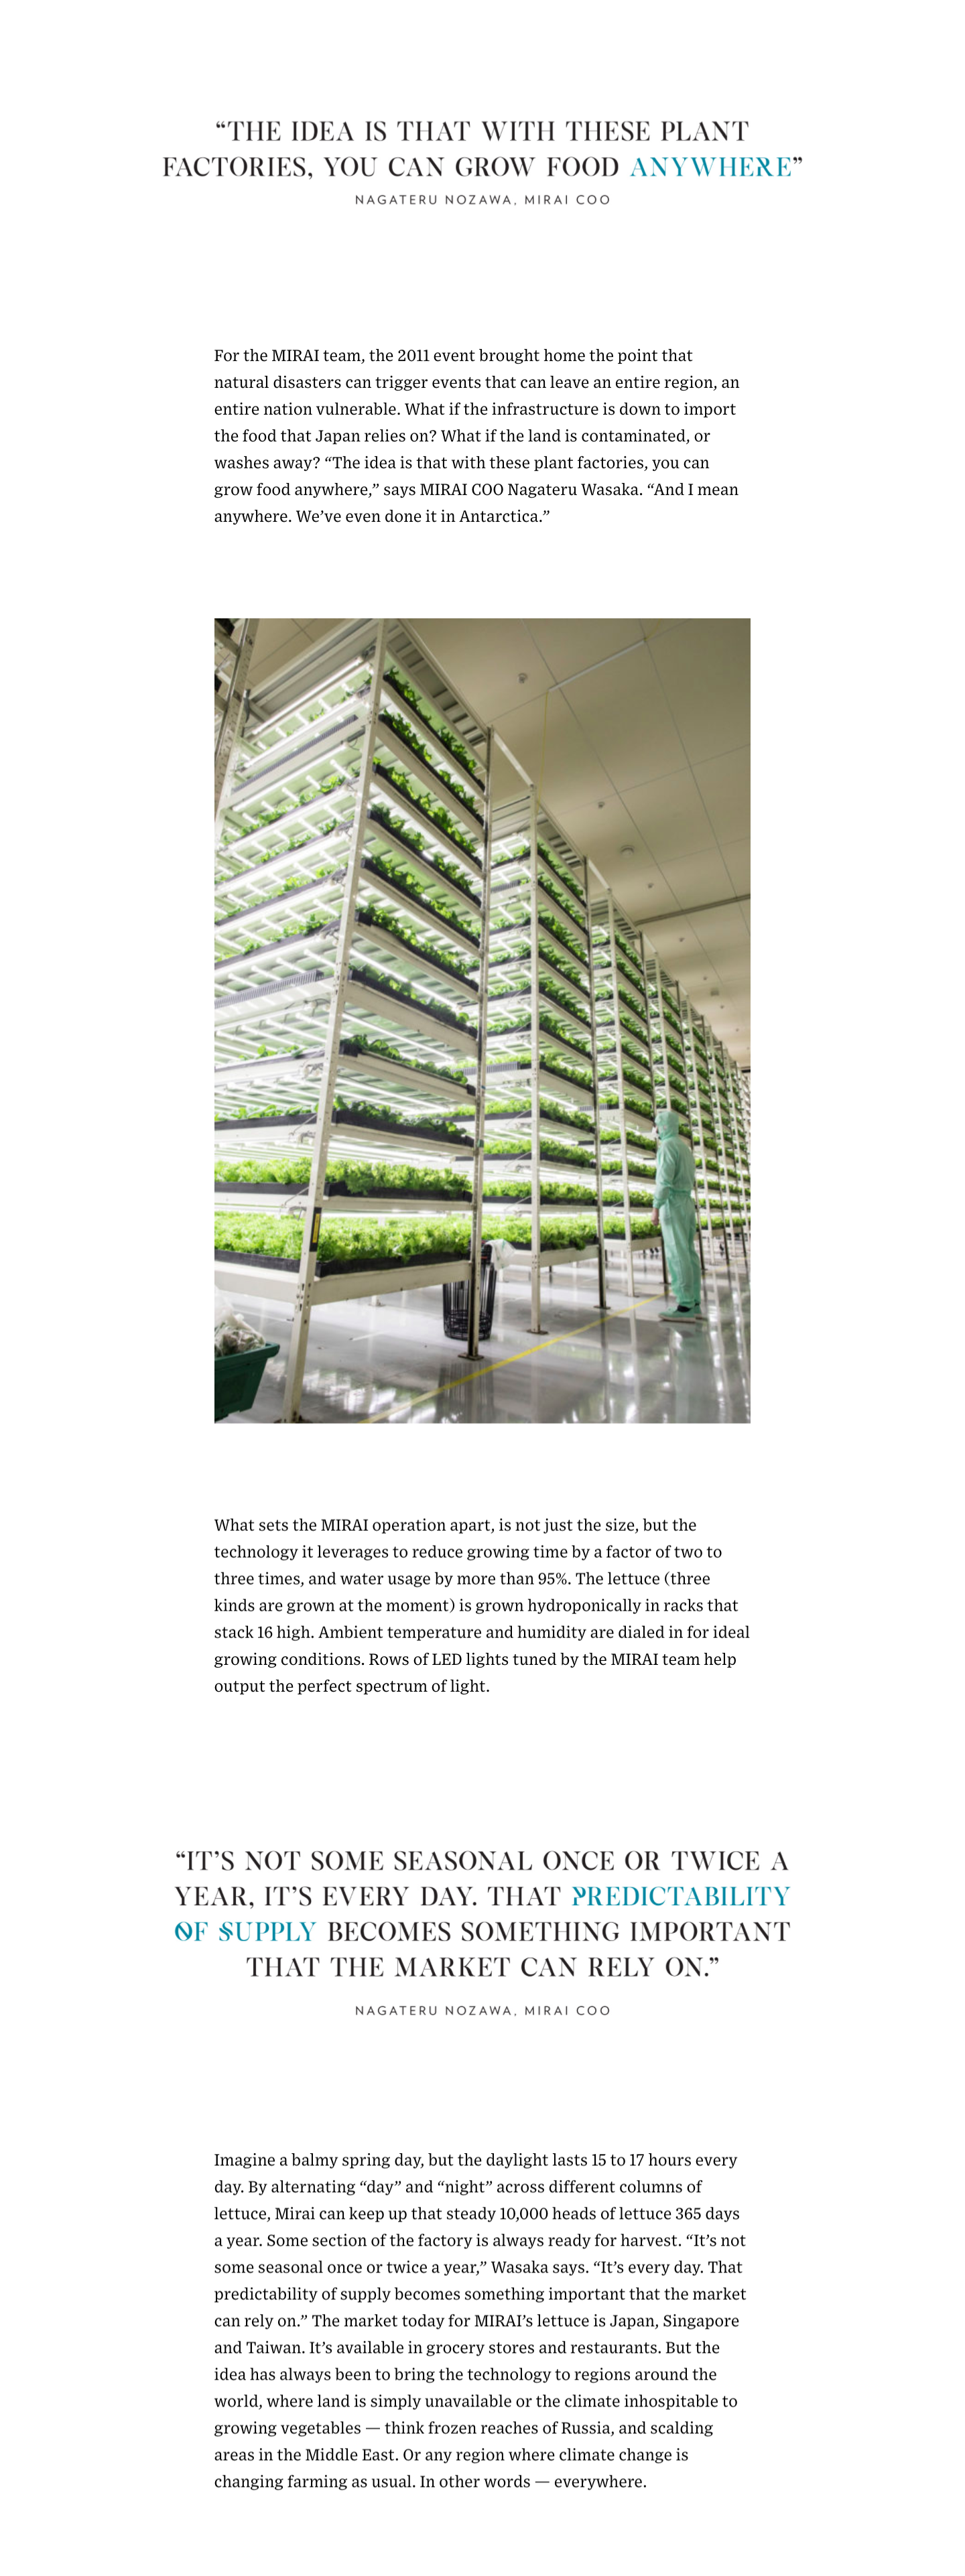 “THE IDEA IS THAT WITH THESE PLANT
FACTORIES, YOU CAN GROW FOOD ANYWHERE”
NAGATERU NOZAWA, MIRAI COO
For the MIRAI team, the 2011 event brought home the point that
natural disasters can trigger events that can leave an entire region, an
entire nation vulnerable. What if the infrastructure is down to import
the food that Japan relies on? What if the land is contaminated, or
washes away? “The idea is that with these plant factories, you can
grow food anywhere,” says MIRAI COO Nagateru Wasaka. “And I mean
anywhere. We’ve even done it in Antarctica.”
What sets the MIRAI operation apart, is not just the size, but the
technology it leverages to reduce growing time by a factor of two to
three times, and water usage by more than 95%. The lettuce (three
kinds are grown at the moment) is grown hydroponically in racks that
stack 16 high. Ambient temperature and humidity are dialed in for ideal
growing conditions. Rows of LED lights tuned by the MIRAI team help
output the perfect spectrum of light.
“IT’S NOT SOME SEASONAL ONCE OR TWICE A
YEAR, IT’S EVERY DAY. THAT PREDICTABILITY
OF SUPPLY BECOMES SOMETHING IMPORTANT
THAT THE MARKET CAN RELY ON.”
NAGATERU NOZAWA, MIRAI COO
Imagine a balmy spring day, but the daylight lasts 15 to 17 hours every
day. By alternating “day” and “night” across different columns of
lettuce, Mirai can keep up that steady 10,000 heads of lettuce 365 days
a year. Some section of the factory is always ready for harvest. “It’s not
some seasonal once or twice a year,” Wasaka says. “It’s every day. That
predictability of supply becomes something important that the market
can rely on.” The market today for MIRAI’s lettuce is Japan, Singapore
and Taiwan. It’s available in grocery stores and restaurants. But the
idea has always been to bring the technology to regions around the
world, where land is simply unavailable or the climate inhospitable to
growing vegetables — think frozen reaches of Russia, and scalding
areas in the Middle East. Or any region where climate change is
changing farming as usual. In other words — everywhere.